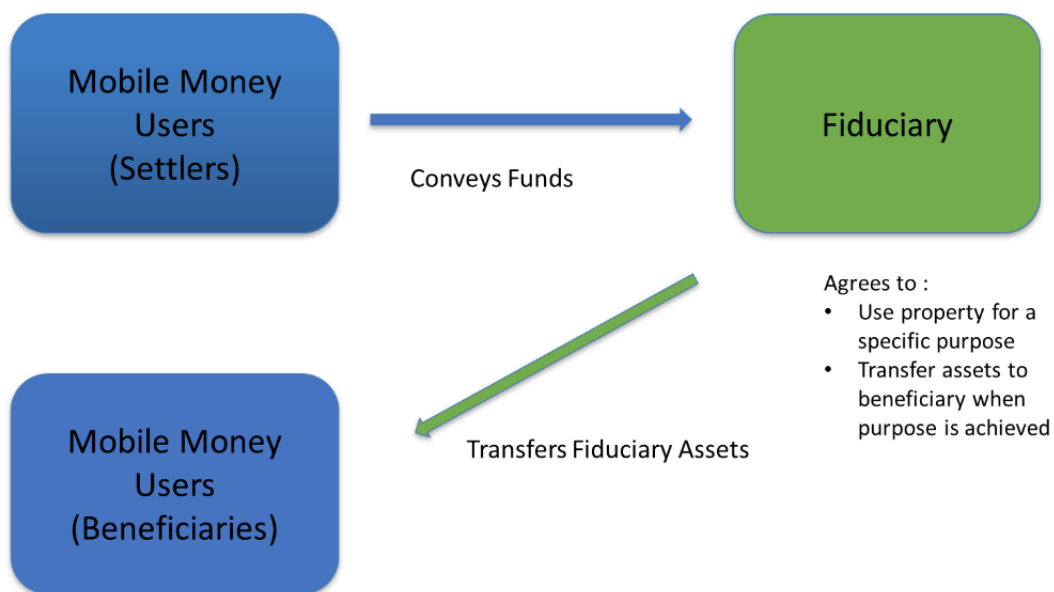 Mobile Money
Users
(Settlers)
Conveys Funds
Fiduciary
Agrees to :
• Use property for a
specific purpose
• Transfer assets to
beneficiary when
purpose is achieved
Transfers Fiduciary Assets
Mobile Money
Users
(Beneficiaries)